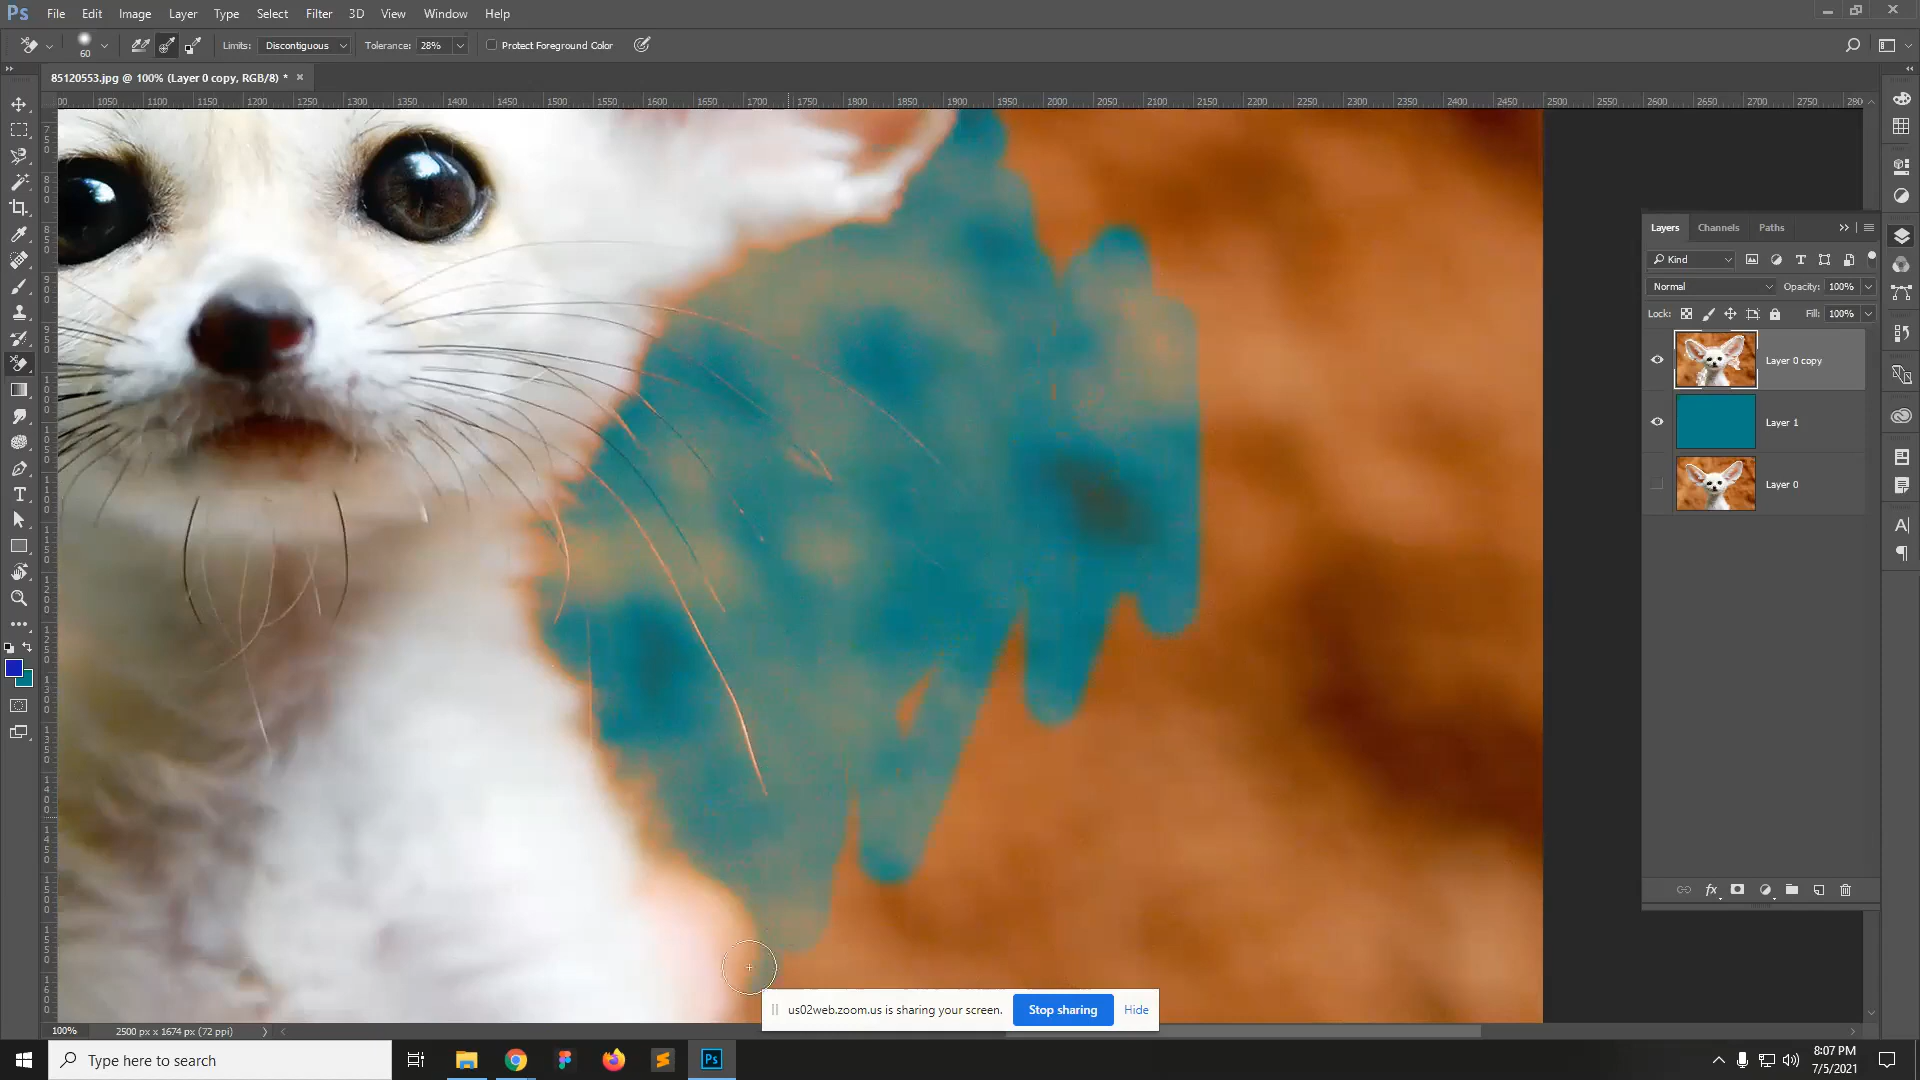 Ps File Edit Image Layer Type Select Filter 3D View Window Help
60 Limits: Discontiguous Tolerance: 28% Protect Foreground Color
85120553.jpg @ 100% (Layer 0 copy, RGB/8) * ×
00 1050 1100 1150 1200 1250 1300 1350 1400 1450 1500 1550 1600 1650 1700 1750 1800 1850 1900 1950 2000 2050 2100 2150 2200 2250 2300 2350 2400 2450 2500 2550 2600 2650 2700 2750 280
Layers Channels Paths
Kind
Normal Opacity: 100%
Lock: Fill: 100%
Layer 0 copy
Layer 1
Layer 0
us02web.zoom.us is sharing your screen. Stop sharing Hide
100% 2500 px x 1674 px (72 ppi)
Type here to search
Ps
8:07 PM
7/5/2021